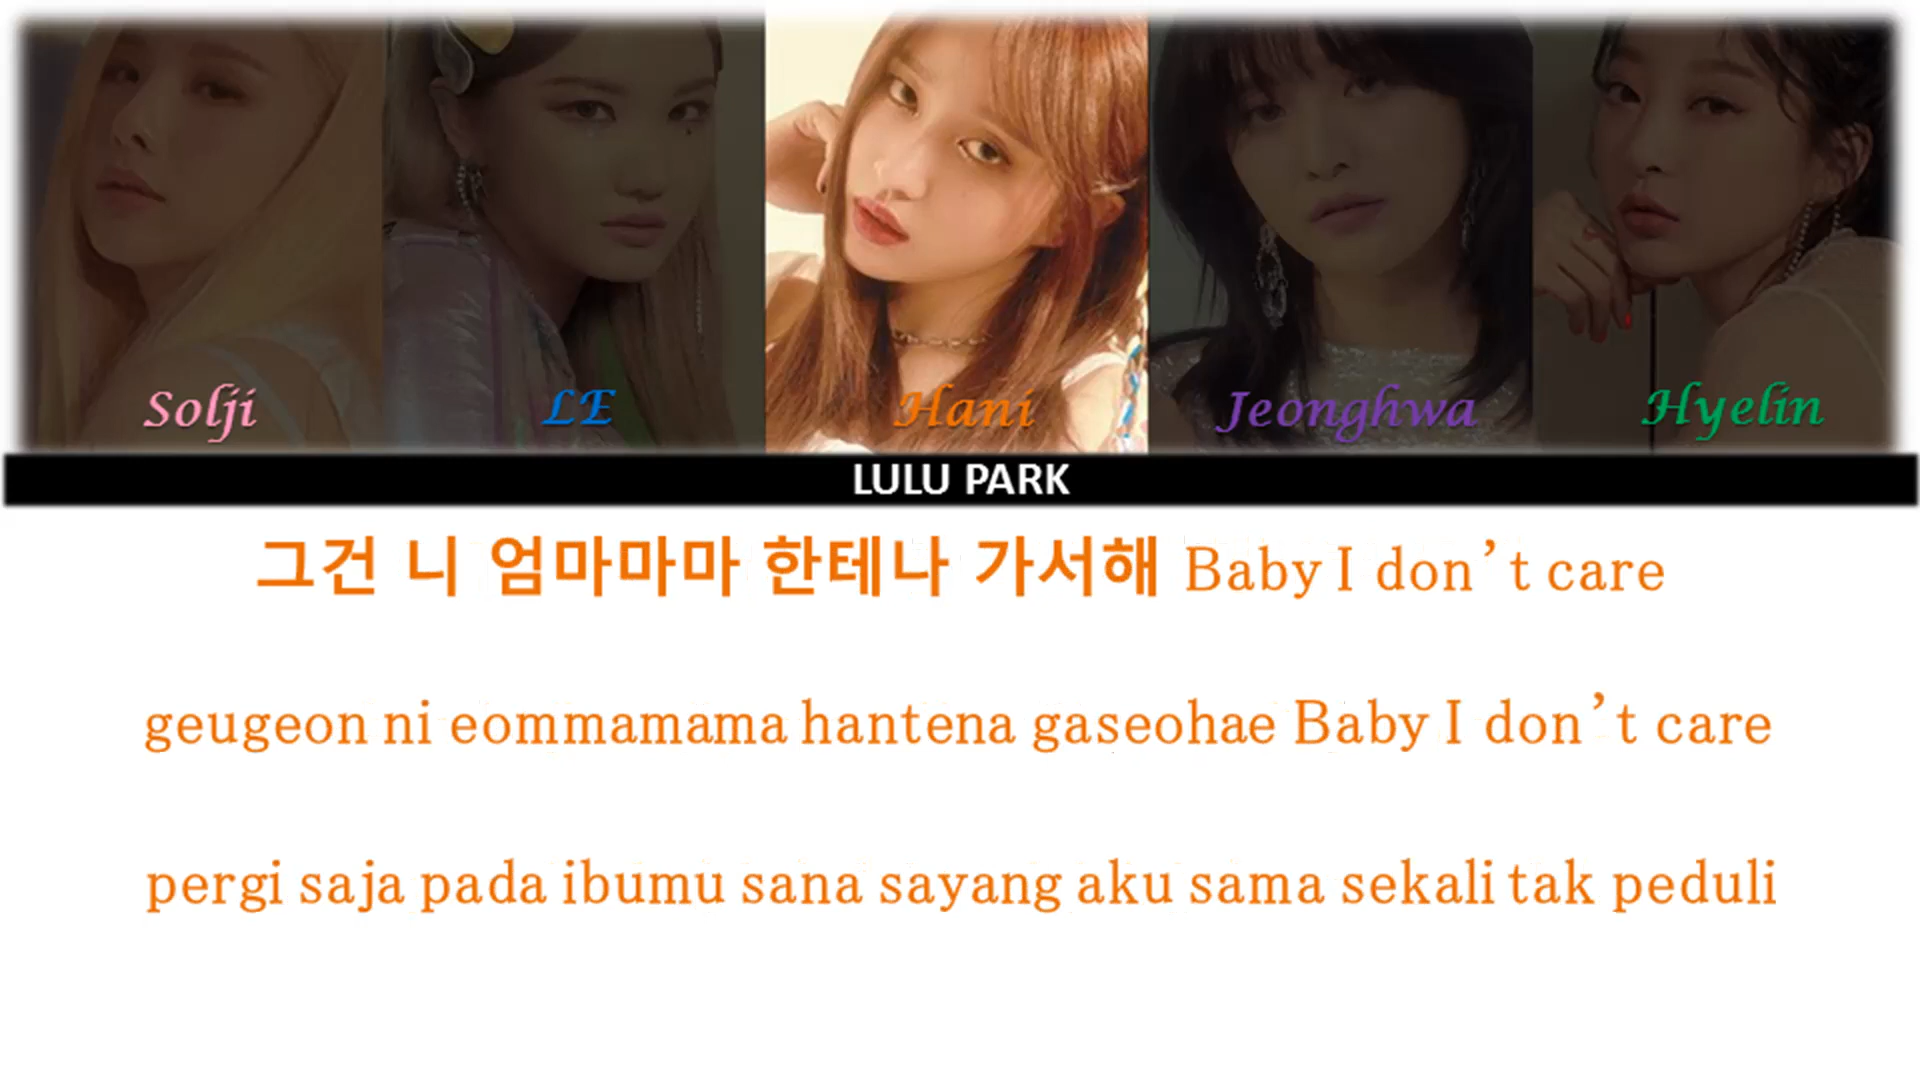 Solji LE Hani Jeonghwa Hyelin
LULU PARK
그건 니 엄마마마 한테나 가서해 Baby I don’t care
geugeon ni eommamama hantena gaseohae Baby I don’t care
pergi saja pada ibumu sana sayang aku sama sekali tak peduli